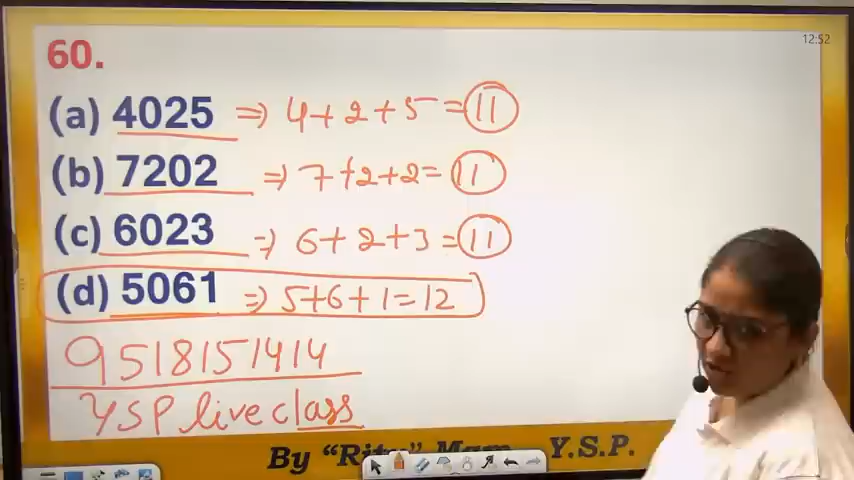 12:52
60.
(a) 4025 ⇒ 4+2+5=11
(b) 7202 ⇒ 7+2+2=11
(c) 6023 ⇒ 6+2+3=11
(d) 5061 ⇒ 5+6+1=12
9518151414
YSP live class
By “Ritu” Mam Y.S.P.